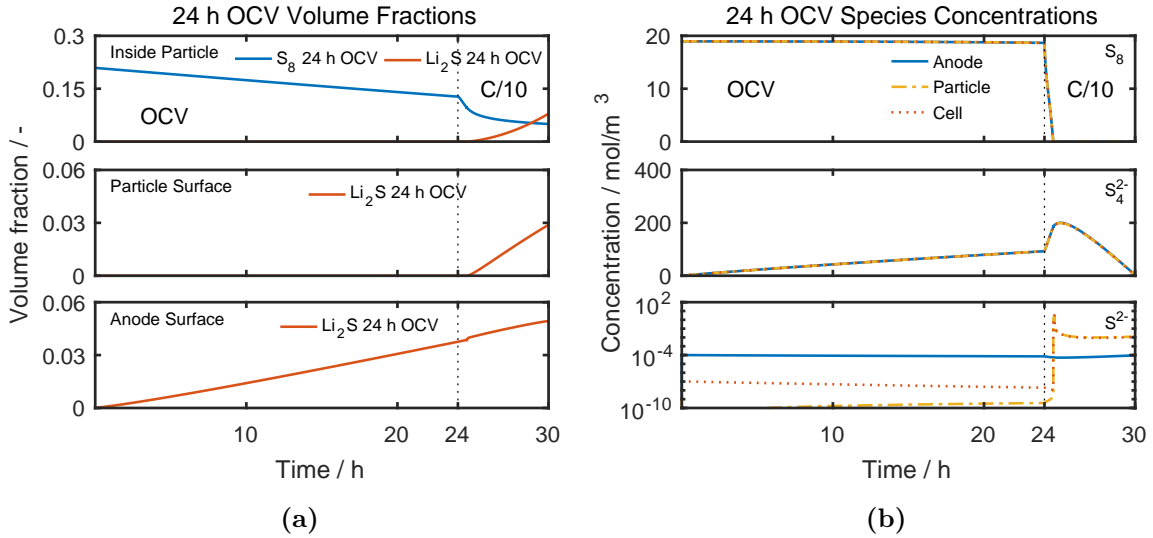 24 h OCV Volume Fractions
Volume fraction / -
0.3
0.15
0
Inside Particle
S8 24 h OCV
Li2S 24 h OCV
OCV
C/10
0.06
0.03
0
Particle Surface
Li2S 24 h OCV
0.06
0.03
0
Anode Surface
Li2S 24 h OCV
10 20 24 30
Time / h
(a)
24 h OCV Species Concentrations
Concentration / mol/m3
20
10
0
OCV
Anode
Particle
Cell
S8
C/10
400
200
0
S4^2-
10^2
10^-4
10^-10
S^2-
10 20 24 30
Time / h
(b)